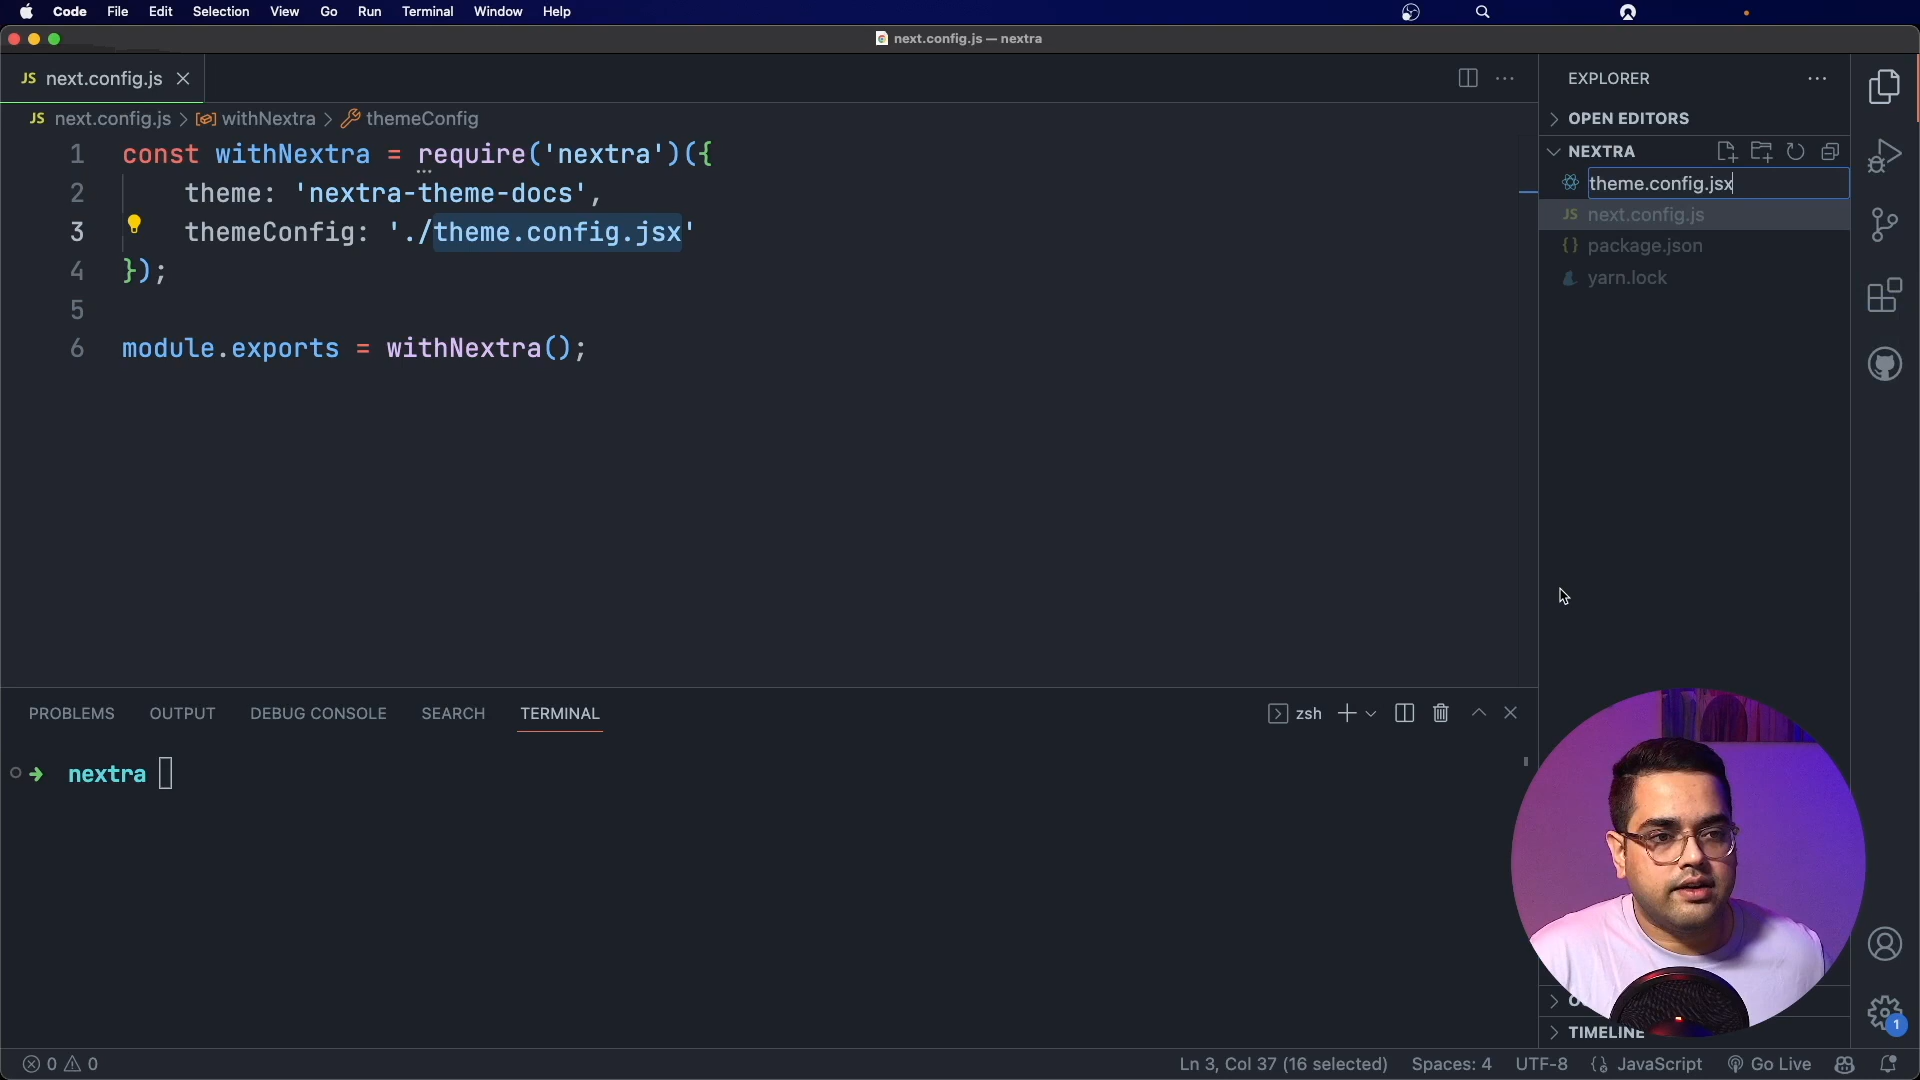 Code File Edit Selection View Go Run Terminal Window Help
next.config.js — nextra
JS next.config.js
JS next.config.js > withNextra > themeConfig
1 const withNextra = require('nextra')({
2 theme: 'nextra-theme-docs',
3 themeConfig: './theme.config.jsx'
4 });
5
6 module.exports = withNextra();
EXPLORER
OPEN EDITORS
NEXTRA
theme.config.jsx
JS next.config.js
{} package.json
yarn.lock
TIMELINE
PROBLEMS OUTPUT DEBUG CONSOLE SEARCH TERMINAL
zsh
nextra
1
0 0
Ln 3, Col 37 (16 selected) Spaces: 4 UTF-8 {} JavaScript Go Live